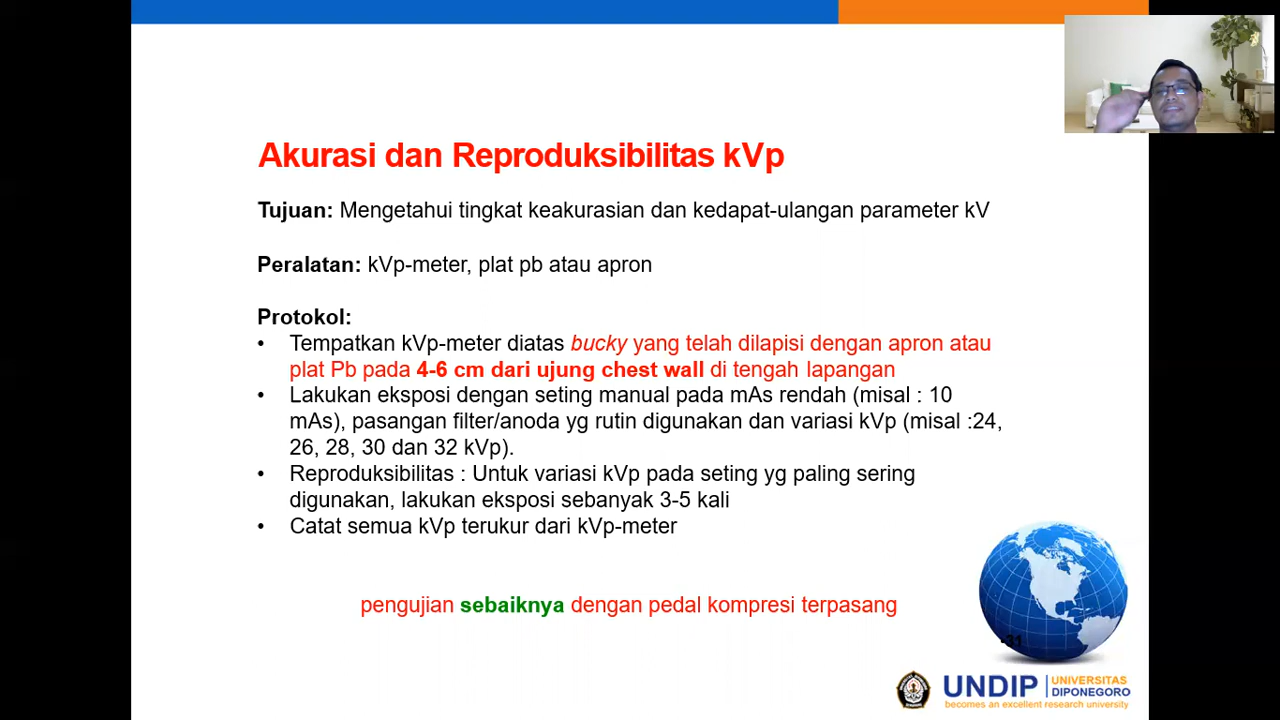 Akurasi dan Reproduksibilitas kVp
Tujuan: Mengetahui tingkat keakurasian dan kedapat-ulangan parameter kV
Peralatan: kVp-meter, plat pb atau apron
Protokol:
• Tempatkan kVp-meter diatas bucky yang telah dilapisi dengan apron atau
plat Pb pada 4-6 cm dari ujung chest wall di tengah lapangan
• Lakukan eksposi dengan seting manual pada mAs rendah (misal : 10
mAs), pasangan filter/anoda yg rutin digunakan dan variasi kVp (misal :24,
26, 28, 30 dan 32 kVp).
• Reproduksibilitas : Untuk variasi kVp pada seting yg paling sering
digunakan, lakukan eksposi sebanyak 3-5 kali
• Catat semua kVp terukur dari kVp-meter
pengujian sebaiknya dengan pedal kompresi terpasang
31
UNDIP UNIVERSITAS
DIPONEGORO
becomes an excellent research university